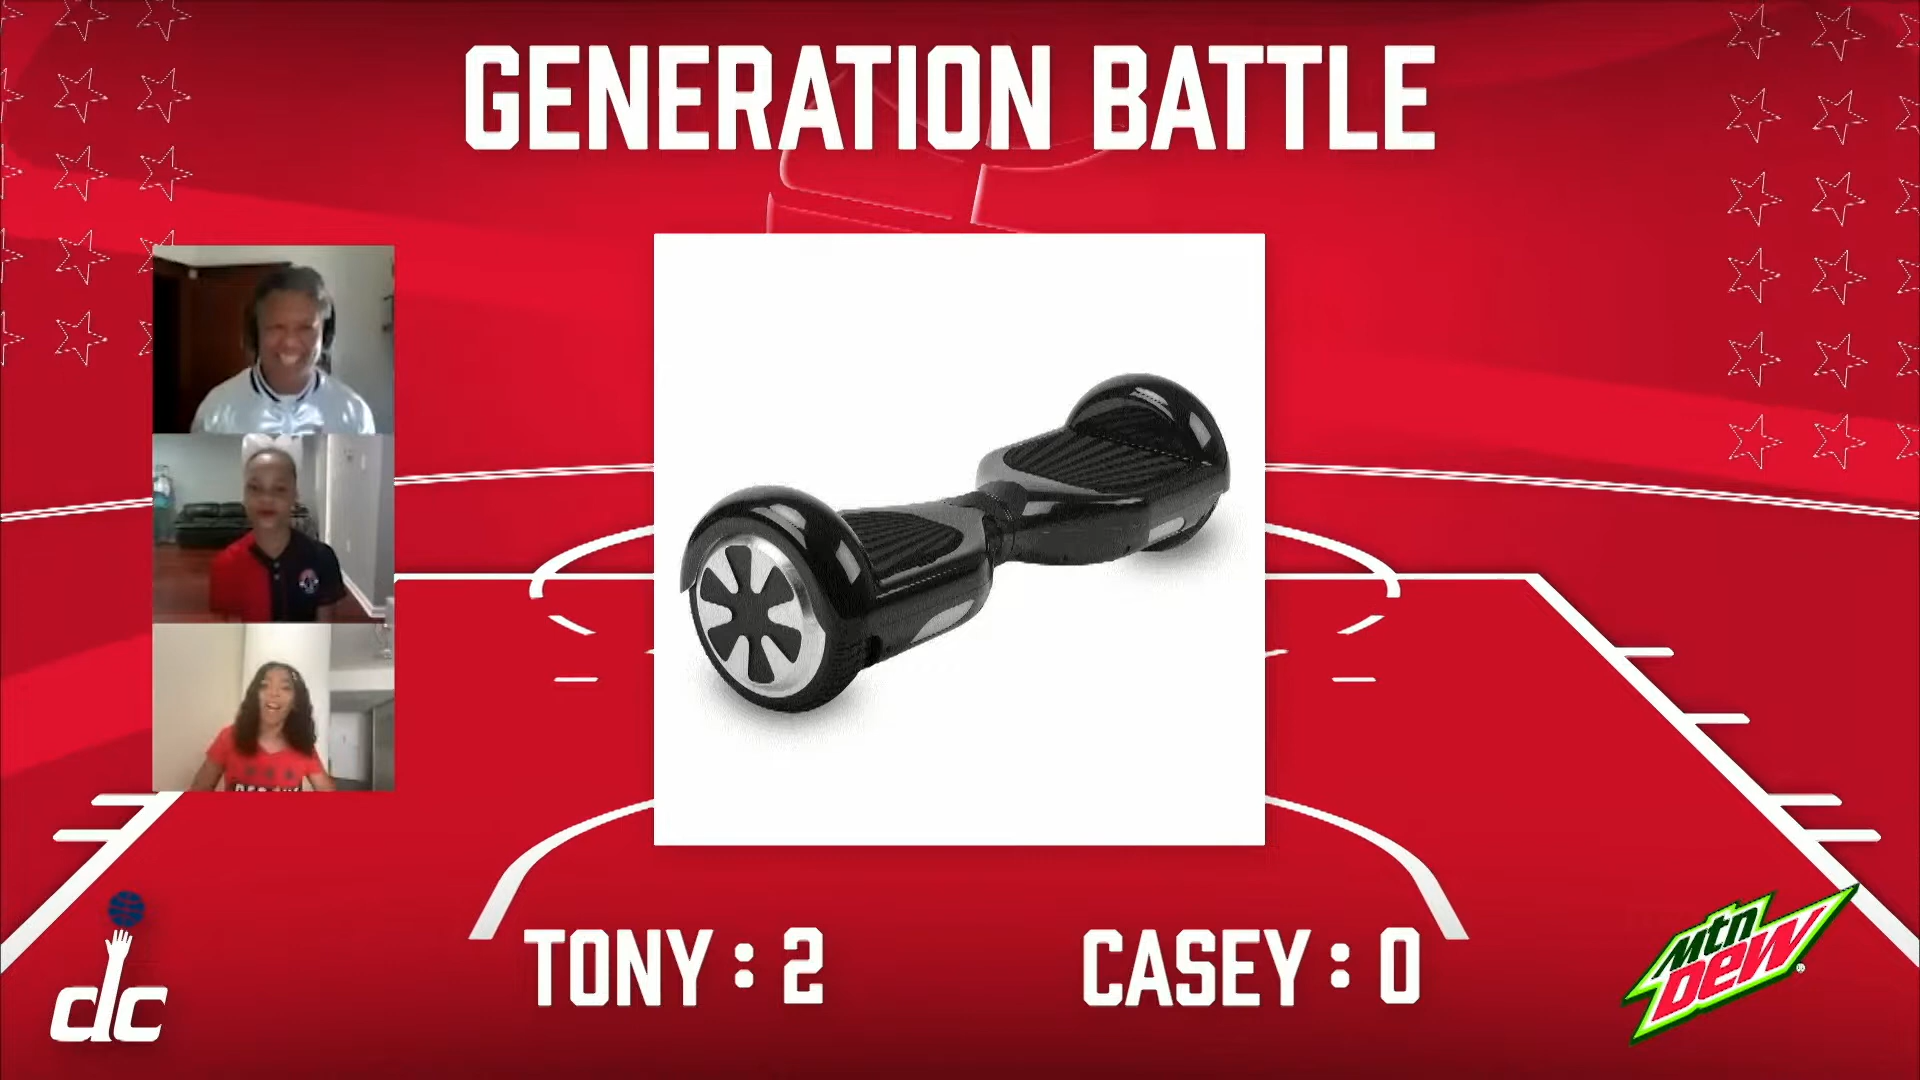 GENERATION BATTLE
TONY : 2
CASEY : 0
dc
Mtn
DEW
®